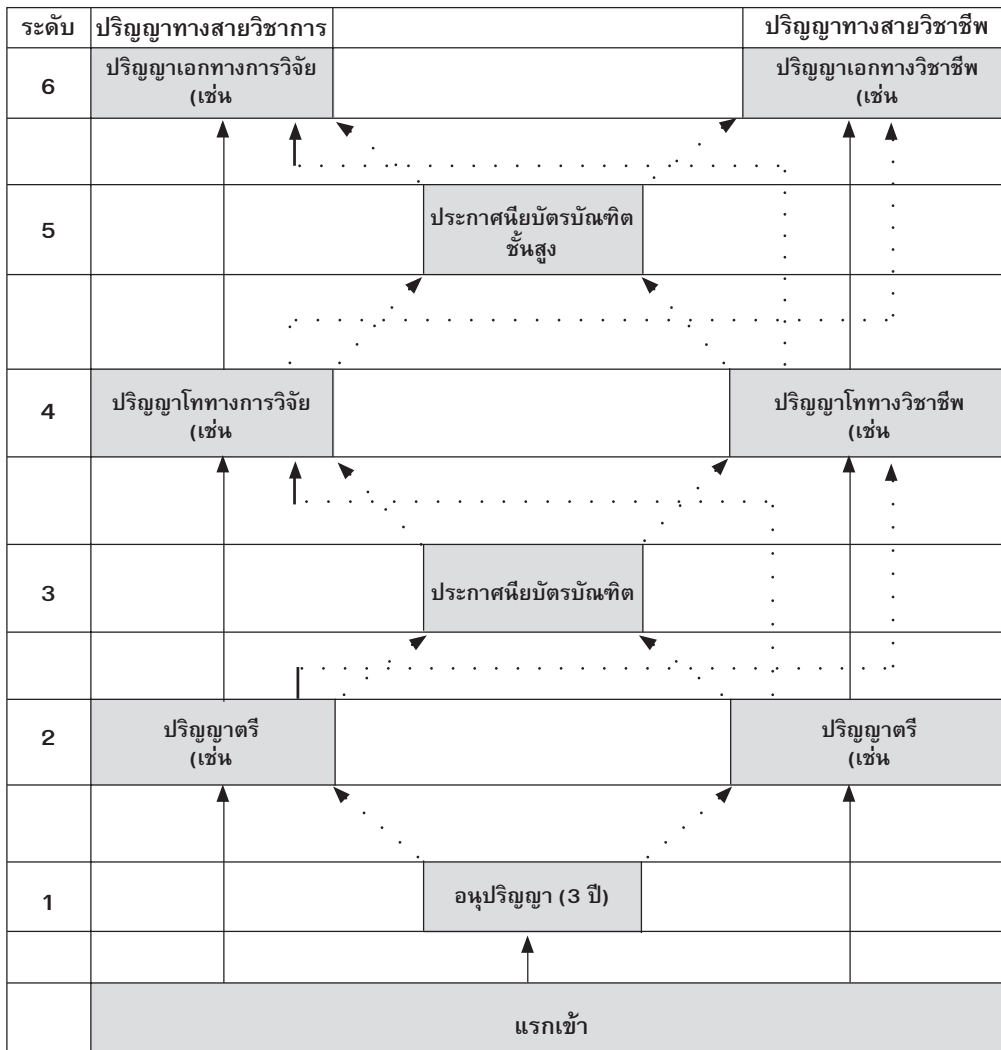 ระดับ ปริญญาทางสายวิชาการ ปริญญาทางสายวิชาชีพ
6 ปริญญาเอกทางการวิจัย ปริญญาเอกทางวิชาชีพ
(เช่น (เช่น
5 ประกาศนียบัตรบัณฑิต
ชั้นสูง
4 ปริญญาโททางการวิจัย ปริญญาโททางวิชาชีพ
(เช่น (เช่น
3 ประกาศนียบัตรบัณฑิต
2 ปริญญาตรี ปริญญาตรี
(เช่น (เช่น
1 อนุปริญญา (3 ปี)
แรกเข้า